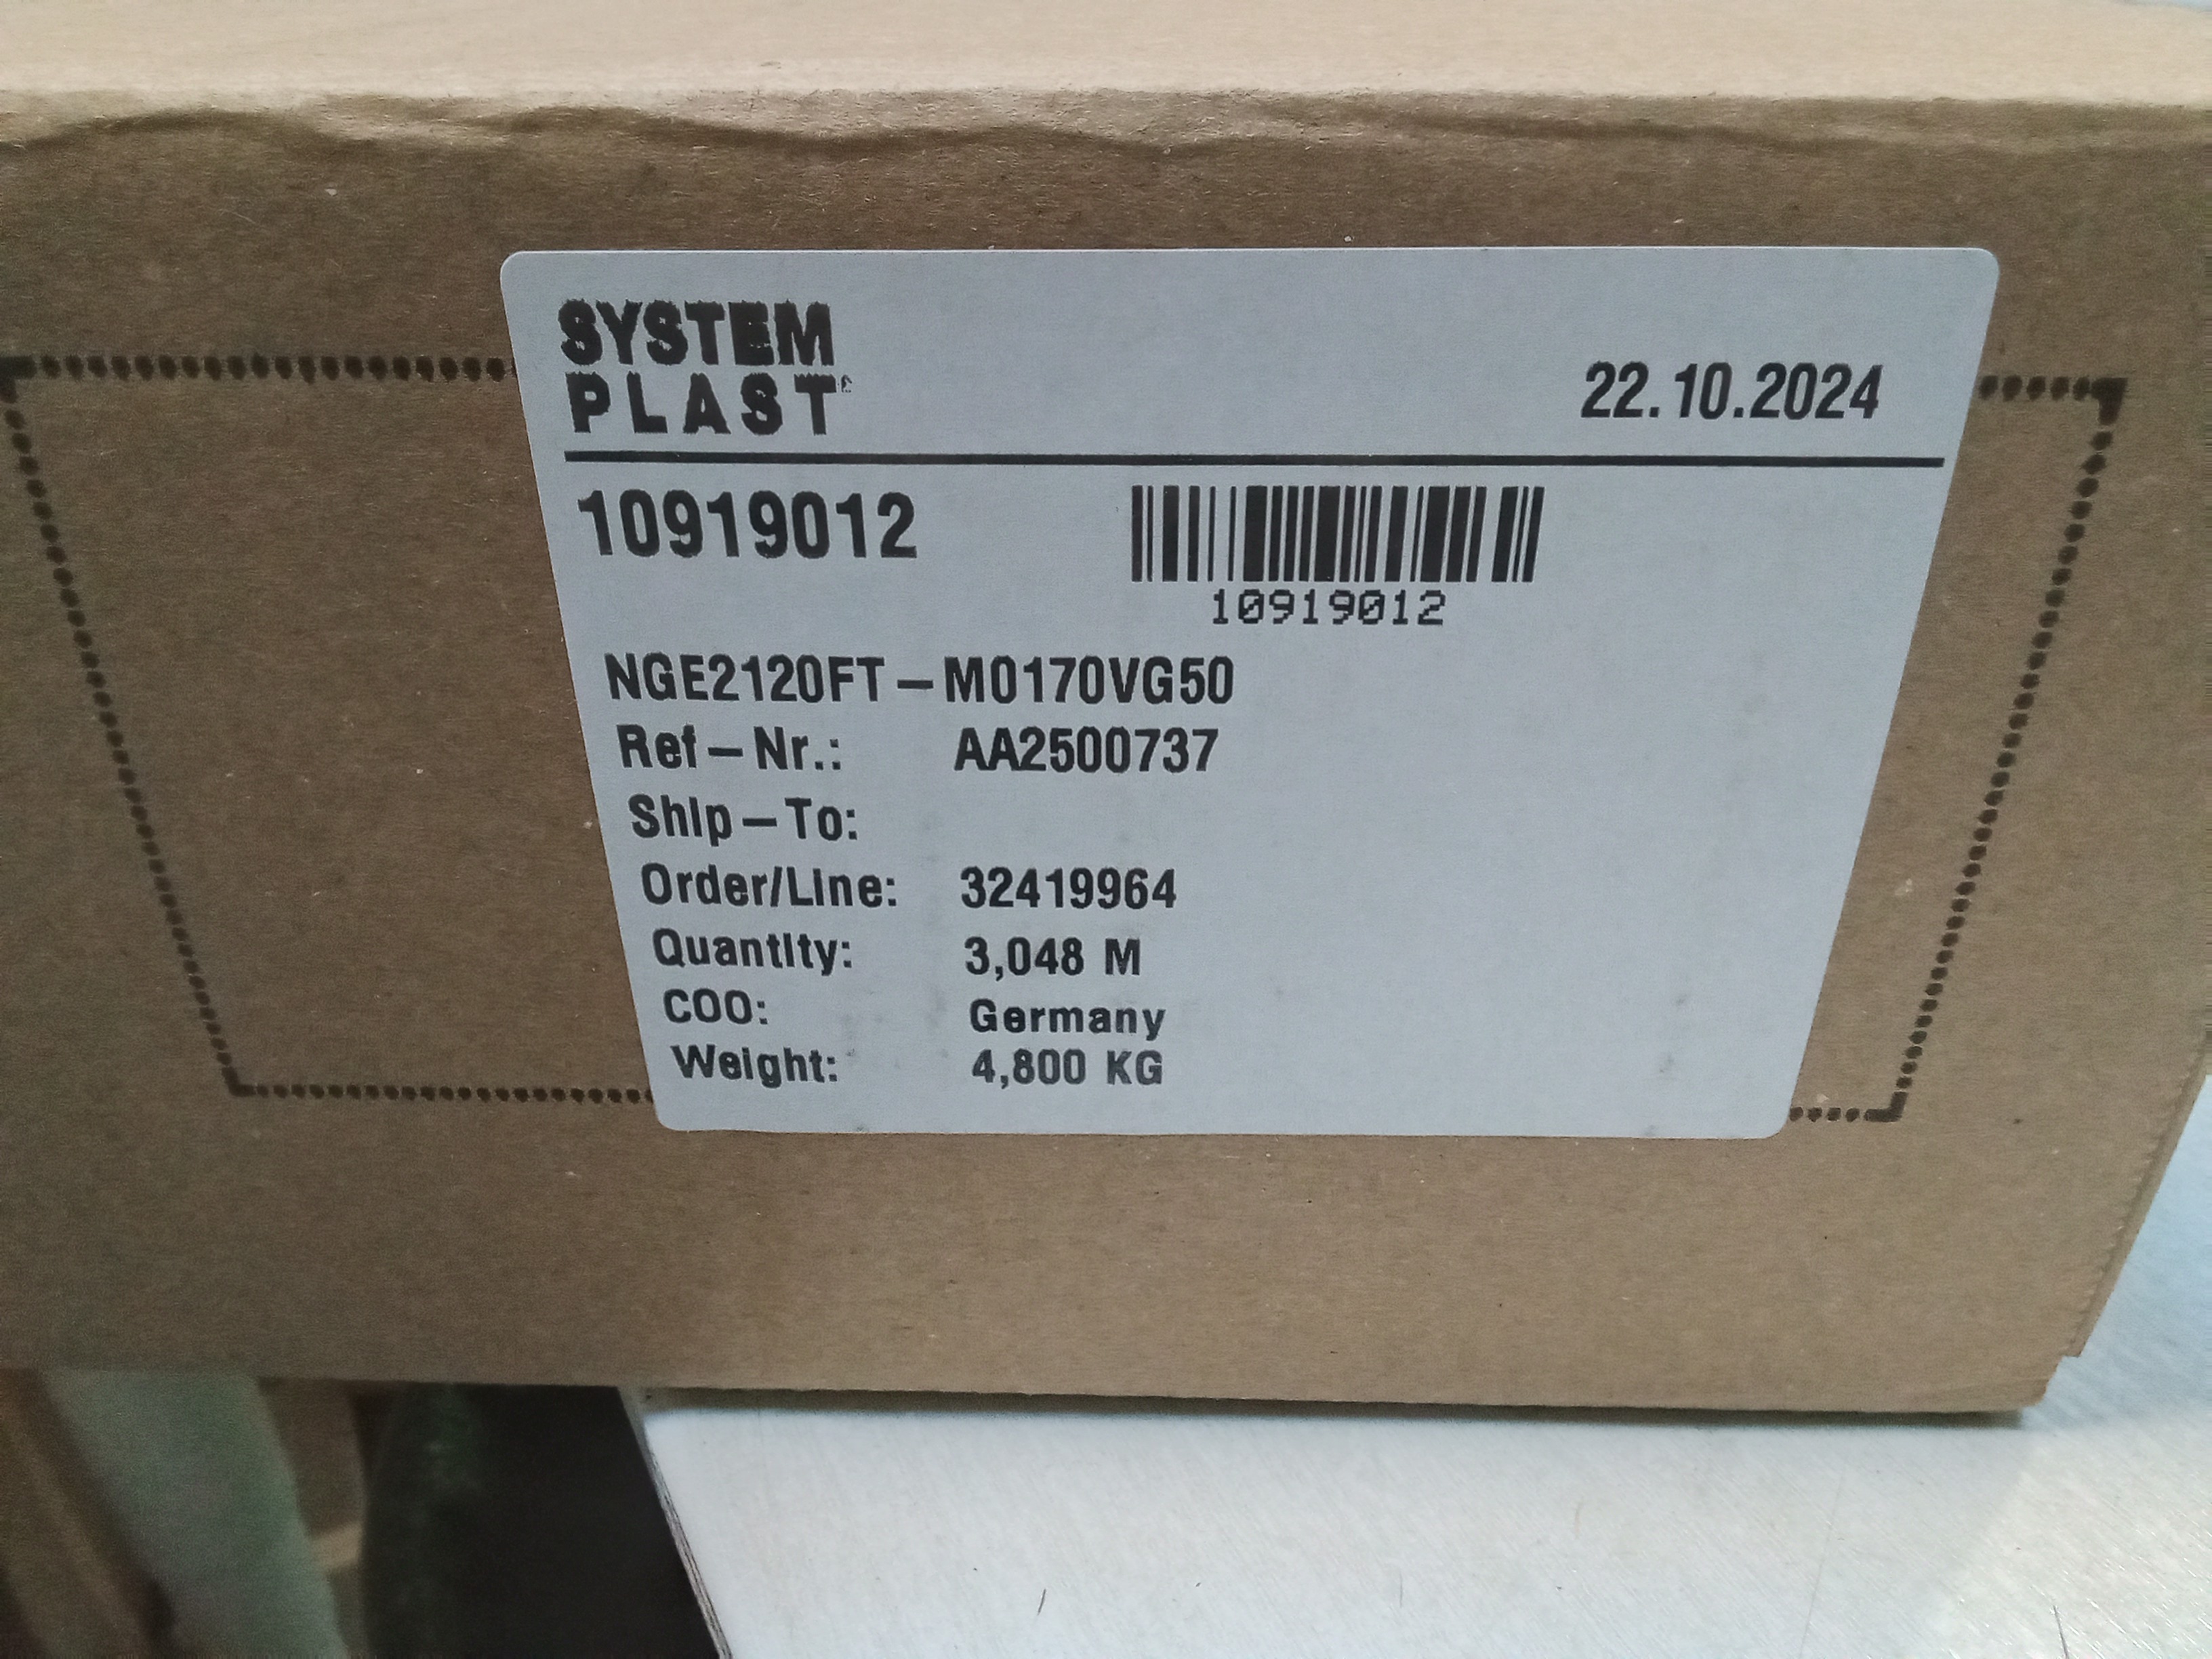 SYSTEM
PLAST
22.10.2024
10919012
10919012
NGE2120FT-M0170VG50
Ref-Nr.: AA2500737
Ship-To:
Order/Line: 32419964
Quantity: 3,048 M
COO: Germany
Weight: 4,800 KG